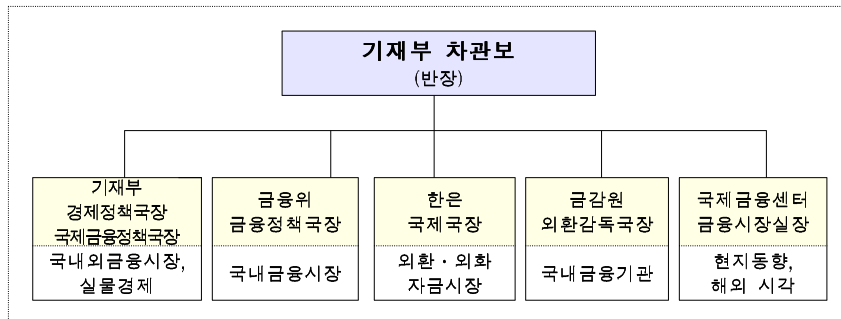 기재부 차관보
(반장)
기재부
경제정책국장
국제금융정책국장
국내외금융시장,
실물경제
금융위
금융정책국장
국내금융시장
한은
국제국장
외환·외화
자금시장
금감원
외환감독국장
국내금융기관
국제금융센터
금융시장실장
현지동향,
해외 시각